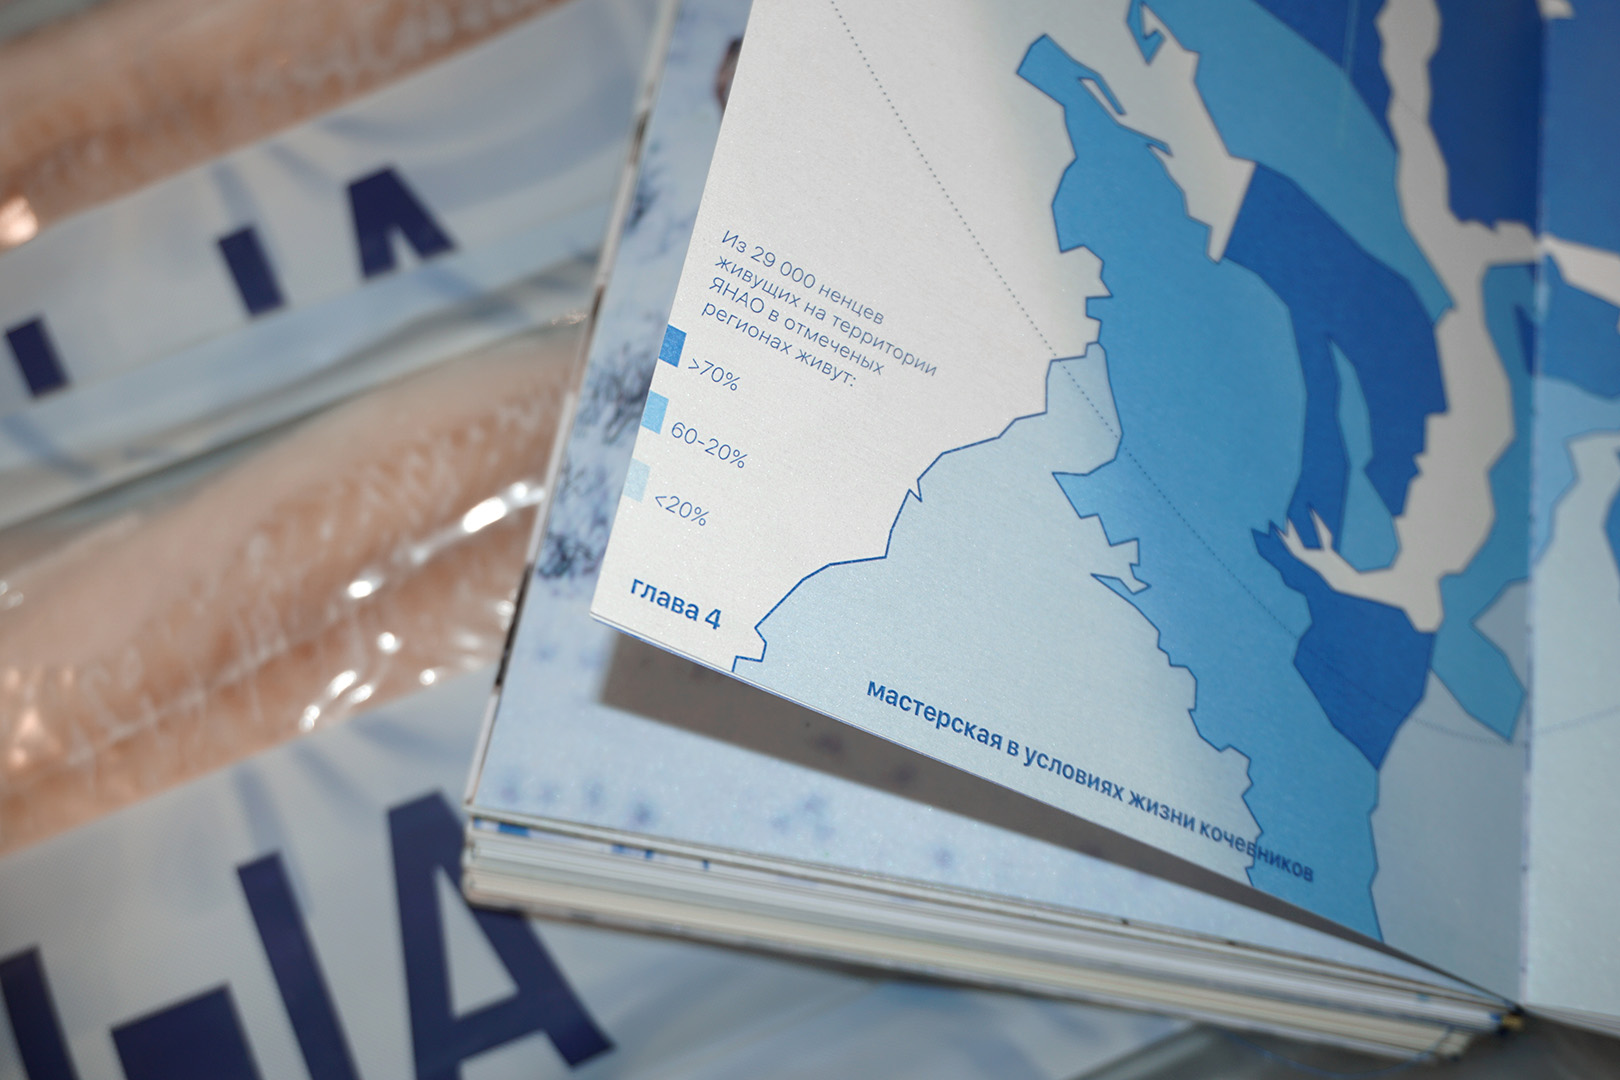 Из 29 000 ненцев
живущих на территории
ЯНАО в отмеченых
регионах живут:
>70%
60-20%
<20%
глава 4
мастерская в условиях жизни кочевников